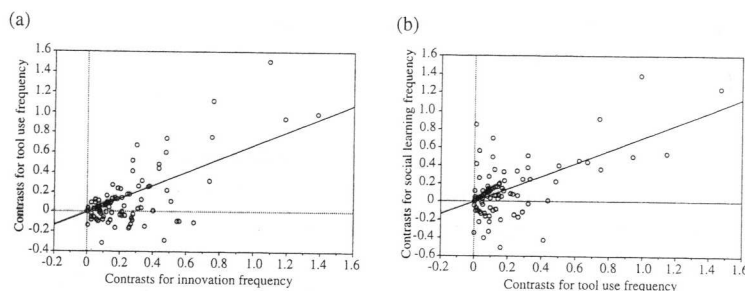 (a)
1.6
1.4
1.2
1.0
0.8
0.6
0.4
0.2
0
-0.2
-0.4
Contrasts for tool use frequency
-0.2 0 0.2 0.4 0.6 0.8 1.0 1.2 1.4 1.6
Contrasts for innovation frequency
(b)
1.6
1.4
1.2
1.0
0.8
0.6
0.4
0.2
0
-0.2
-0.4
-0.6
Contrasts for social learning frequency
-0.2 0 0.2 0.4 0.6 0.8 1.0 1.2 1.4 1.6
Contrasts for tool use frequency